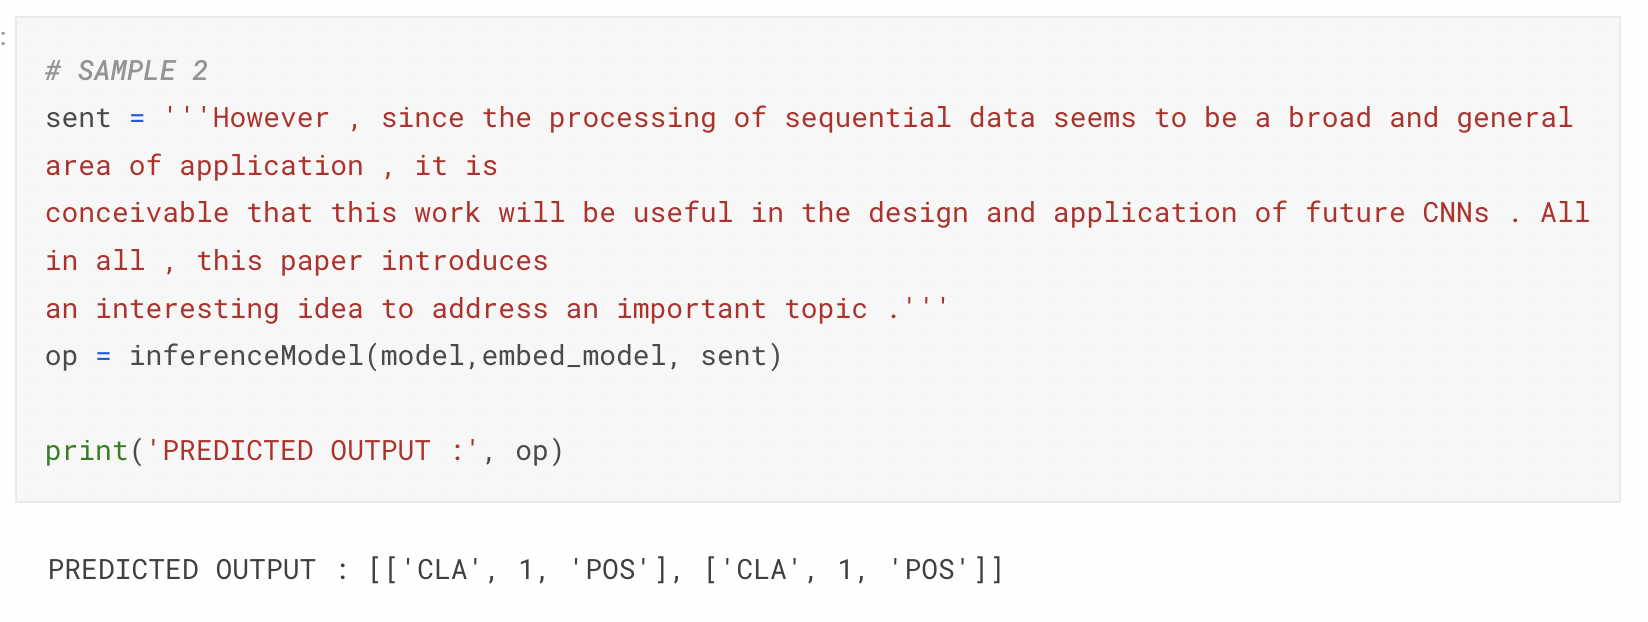 :
# SAMPLE 2
sent = '''However , since the processing of sequential data seems to be a broad and general
area of application , it is
conceivable that this work will be useful in the design and application of future CNNs . All
in all , this paper introduces
an interesting idea to address an important topic .'''
op = inferenceModel(model,embed_model, sent)
print('PREDICTED OUTPUT :', op)
PREDICTED OUTPUT : [['CLA', 1, 'POS'], ['CLA', 1, 'POS']]